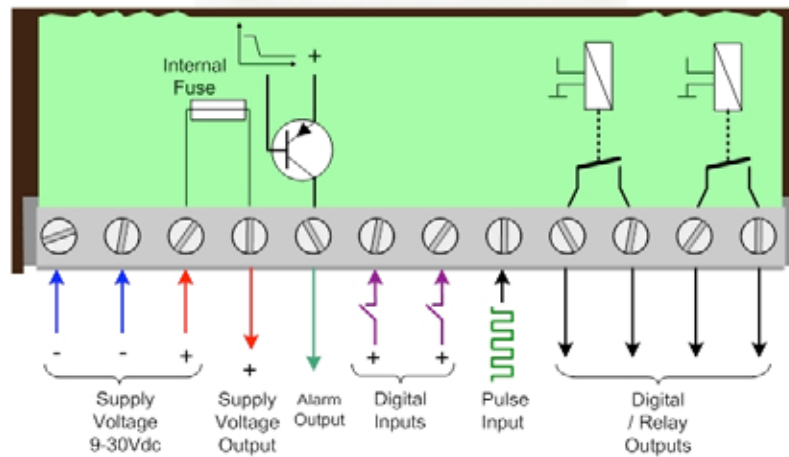 Internal
Fuse
+
- - + + + +
Supply
Voltage
9-30Vdc
Supply
Voltage
Output
Alarm
Output
Digital
Inputs
Pulse
Input
Digital
/ Relay
Outputs